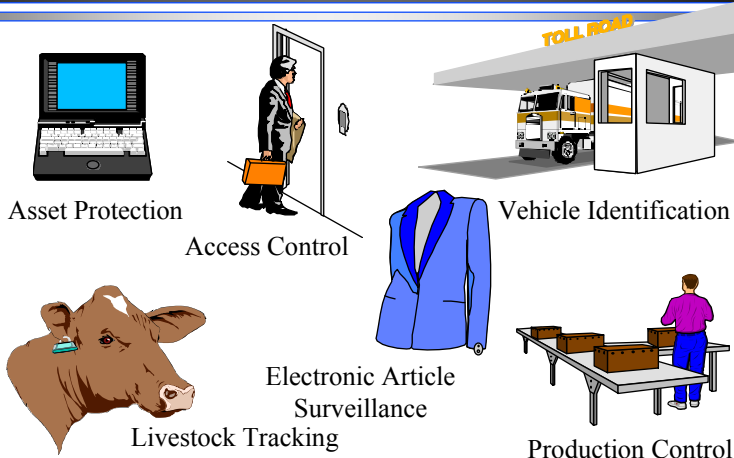 TOLL ROAD
Asset Protection
Access Control
Vehicle Identification
Electronic Article
Surveillance
Livestock Tracking
Production Control